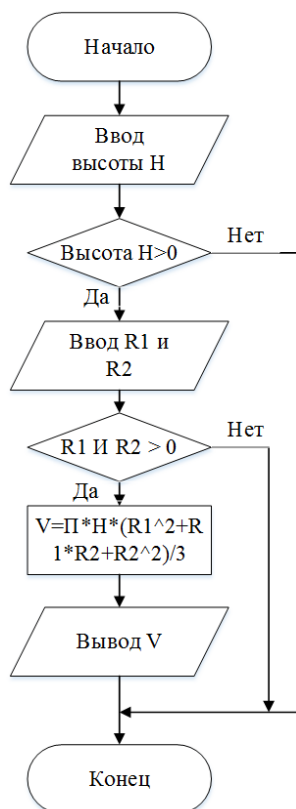 Начало
Ввод
высоты H
Высота H>0
Нет
Да
Ввод R1 и
R2
R1 И R2 > 0
Нет
Да
V=П*H*(R1^2+R
1*R2+R2^2)/3
Вывод V
Конец